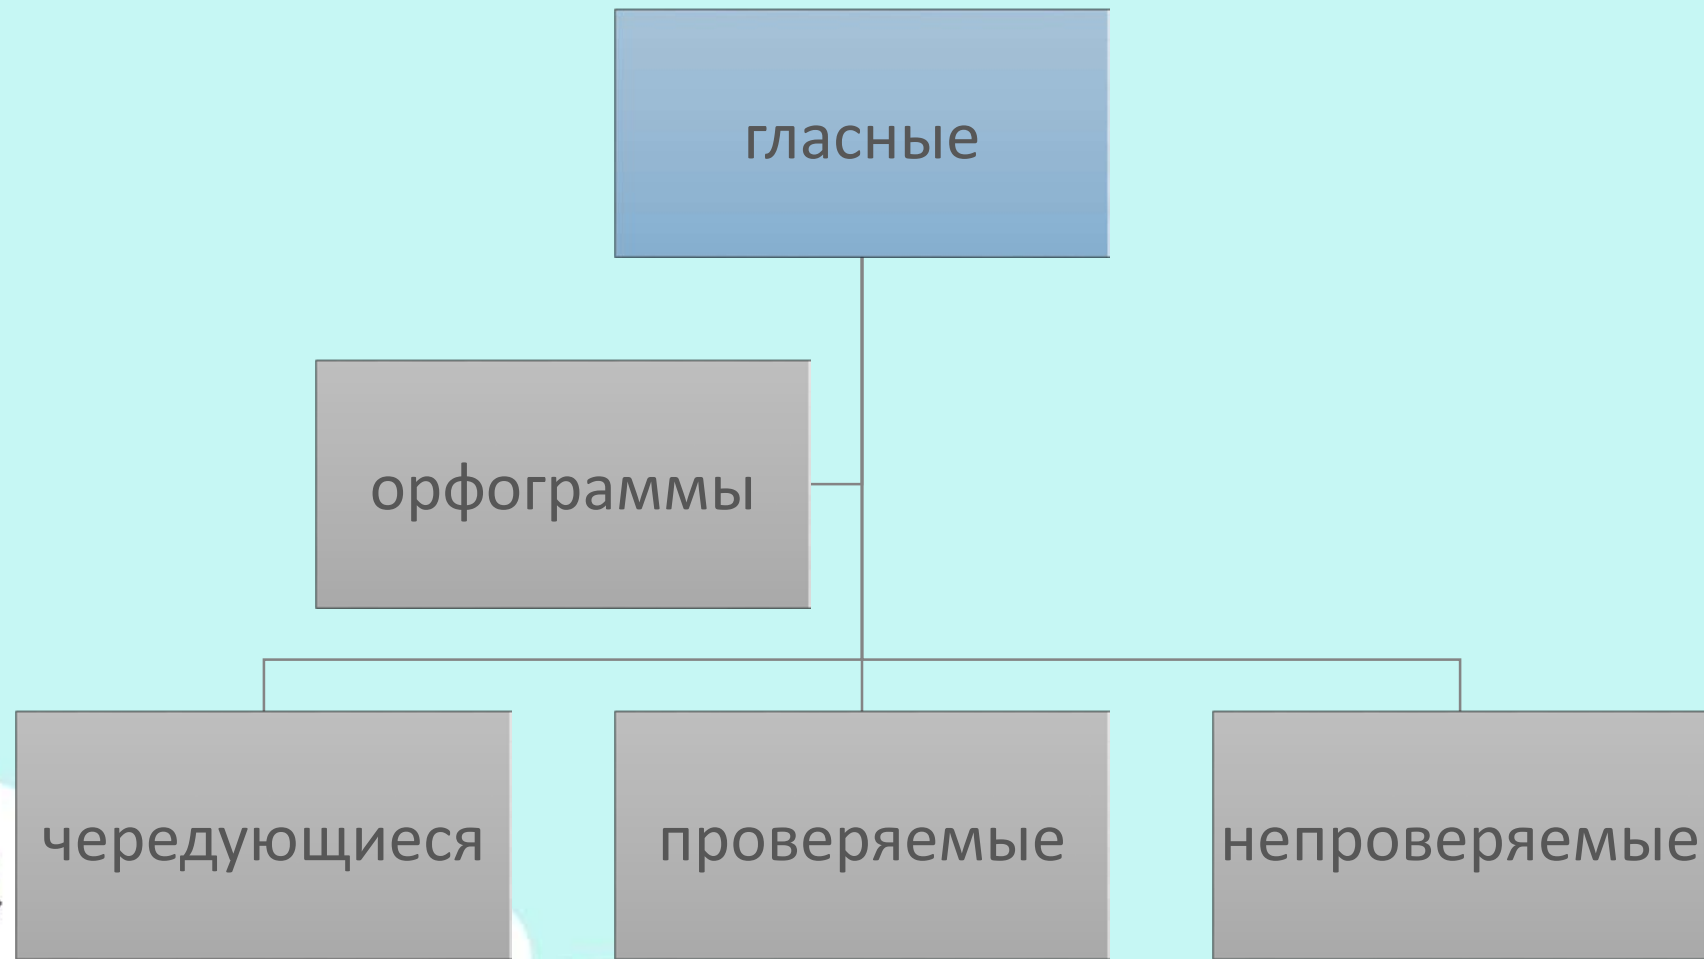 гласные
орфограммы
чередующиеся
проверяемые
непроверяемые